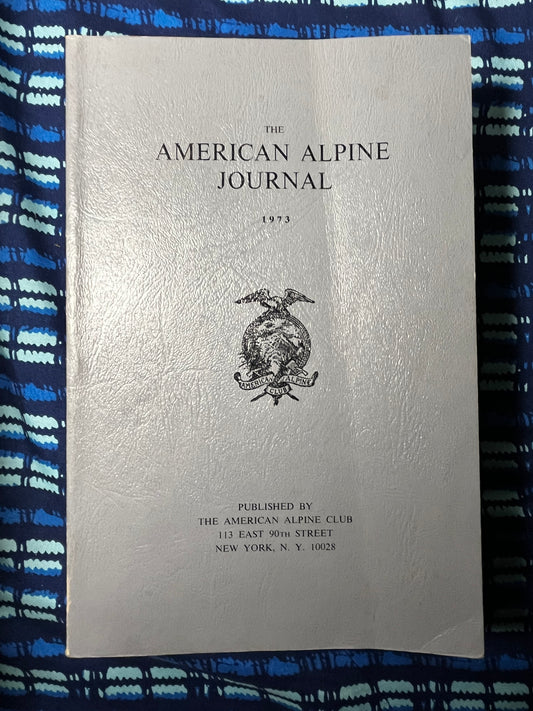 THE
AMERICAN ALPINE
JOURNAL
1973
AMERICAN ALPINE
CLUB
PUBLISHED BY
THE AMERICAN ALPINE CLUB
113 EAST 90TH STREET
NEW YORK, N. Y. 10028